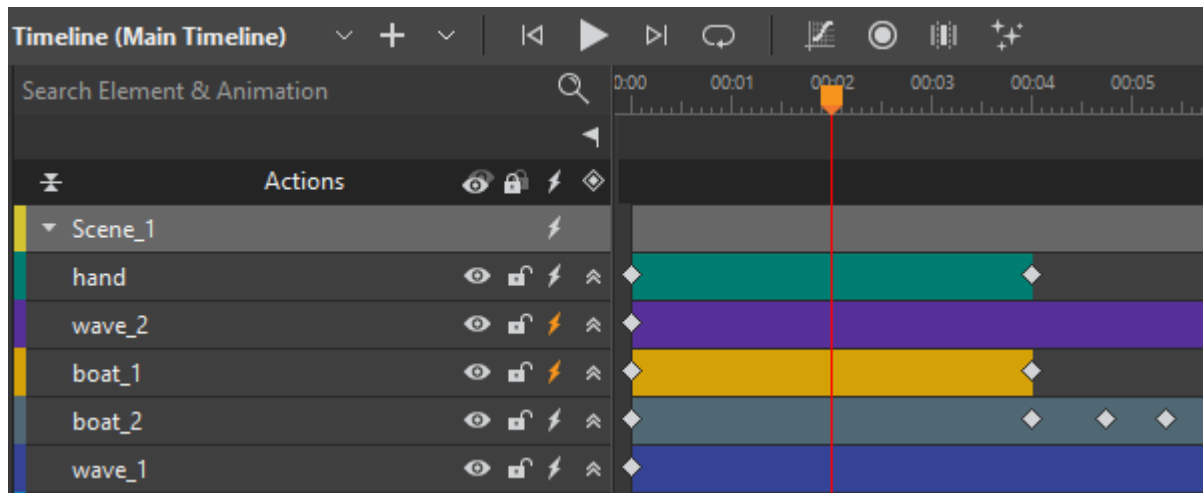 Timeline (Main Timeline)
Search Element & Animation
0:00 00:01 00:02 00:03 00:04 00:05
Actions
Scene_1
hand
wave_2
boat_1
boat_2
wave_1